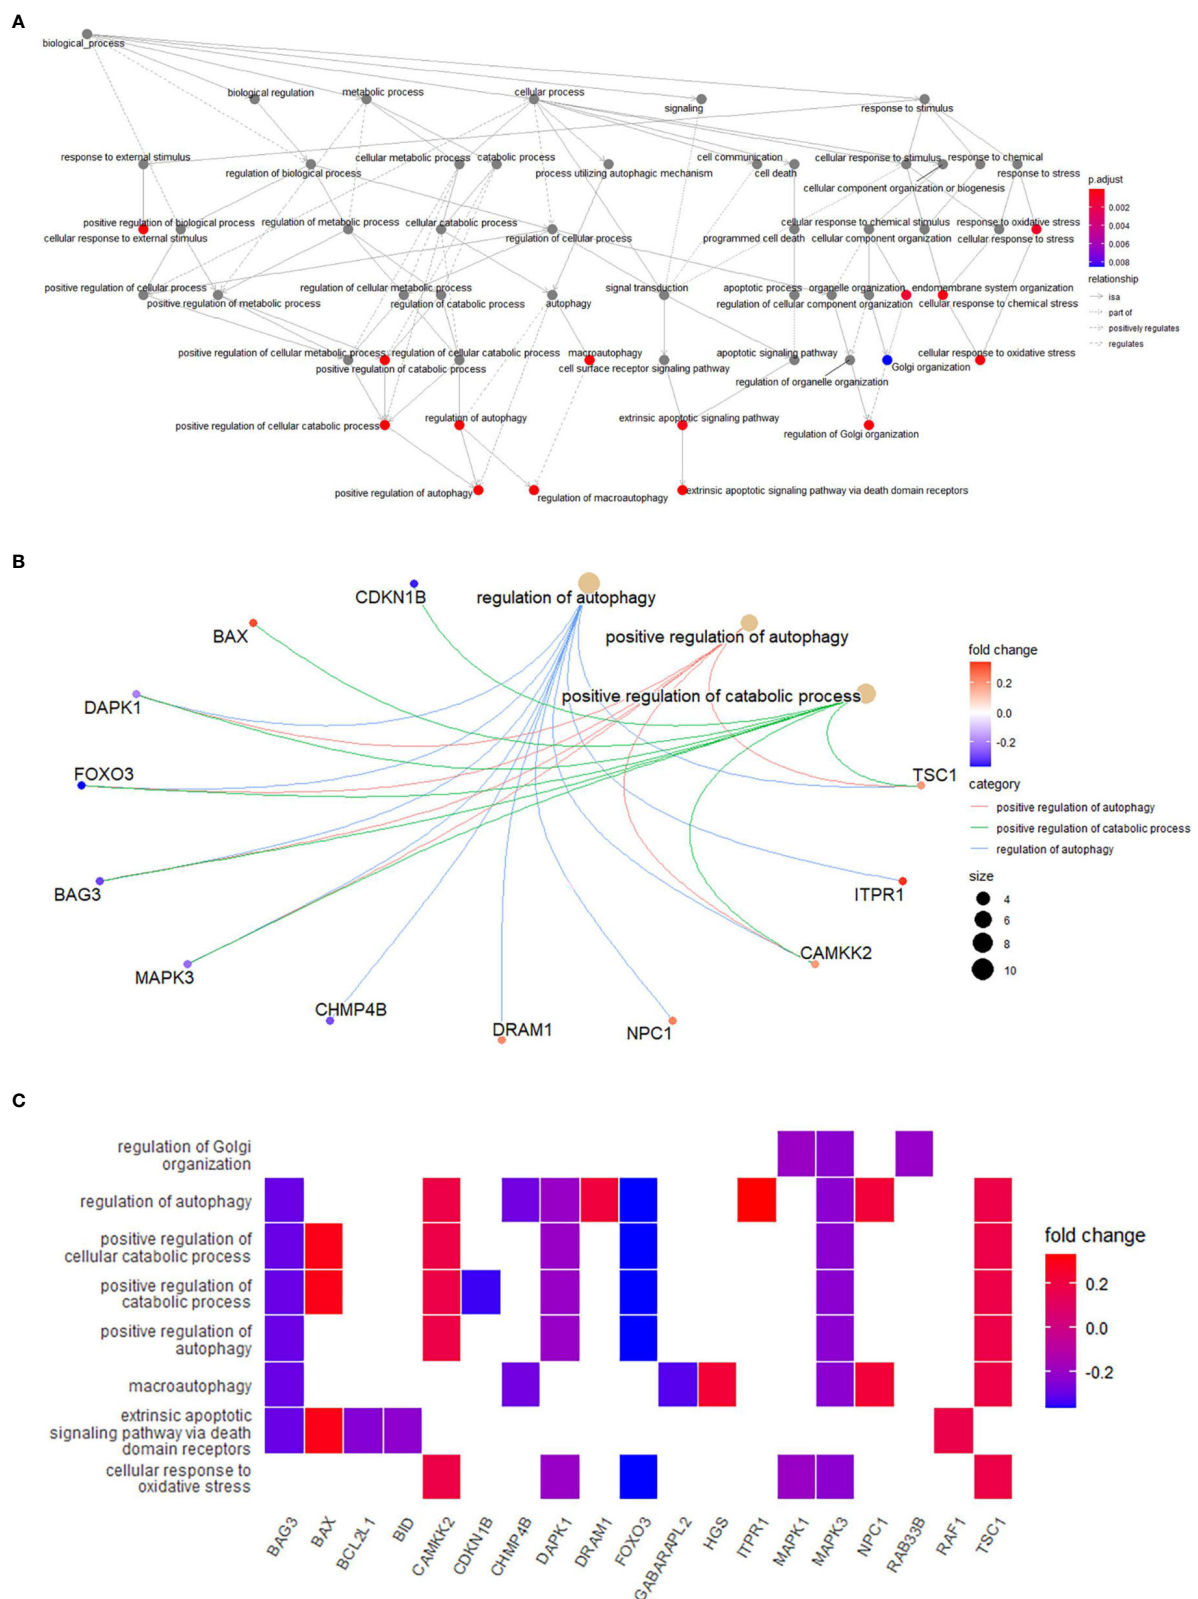 A
biological_process
biological regulation
metabolic process
cellular process
signaling
response to stimulus
response to external stimulus
regulation of biological process
cellular metabolic process
catabolic process
process utilizing autophagic mechanism
cell communication
cell death
cellular response to stimulus
response to chemical
cellular component organization or biogenesis
response to stress
positive regulation of biological process
cellular response to external stimulus
regulation of metabolic process
cellular catabolic process
regulation of cellular process
programmed cell death
cellular response to chemical stimulus
cellular component organization
response to oxidative stress
cellular response to stress
positive regulation of cellular process
positive regulation of metabolic process
regulation of cellular metabolic process
regulation of catabolic process
autophagy
signal transduction
apoptotic process
organelle organization
regulation of cellular component organization
endomembrane system organization
cellular response to chemical stress
positive regulation of cellular metabolic process
positive regulation of catabolic process
regulation of cellular catabolic process
macroautophagy
cell surface receptor signaling pathway
apoptotic signaling pathway
regulation of organelle organization
Golgi organization
cellular response to oxidative stress
positive regulation of cellular catabolic process
regulation of autophagy
extrinsic apoptotic signaling pathway
regulation of Golgi organization
positive regulation of autophagy
regulation of macroautophagy
extrinsic apoptotic signaling pathway via death domain receptors
p.adjust
0.002
0.004
0.006
0.008
relationship
isa
part of
positively regulates
regulates
B
CDKN1B
regulation of autophagy
BAX
positive regulation of autophagy
DAPK1
positive regulation of catabolic process
FOXO3
TSC1
BAG3
ITPR1
MAPK3
CAMKK2
CHMP4B
DRAM1
NPC1
fold change
0.2
0.0
-0.2
category
positive regulation of autophagy
positive regulation of catabolic process
regulation of autophagy
size
4
6
8
10
C
regulation of Golgi
organization
regulation of autophagy
positive regulation of
cellular catabolic process
positive regulation of
catabolic process
positive regulation of
autophagy
macroautophagy
extrinsic apoptotic
signaling pathway via death
domain receptors
cellular response to
oxidative stress
BAG3
BAX
BCL2L1
BID
CAMKK2
CDKN1B
CHMP4B
DAPK1
DRAM1
FOXO3
GABARAPL2
HGS
ITPR1
MAPK1
MAPK3
NPC1
RAB33B
RAF1
TSC1
fold change
0.2
0.0
-0.2